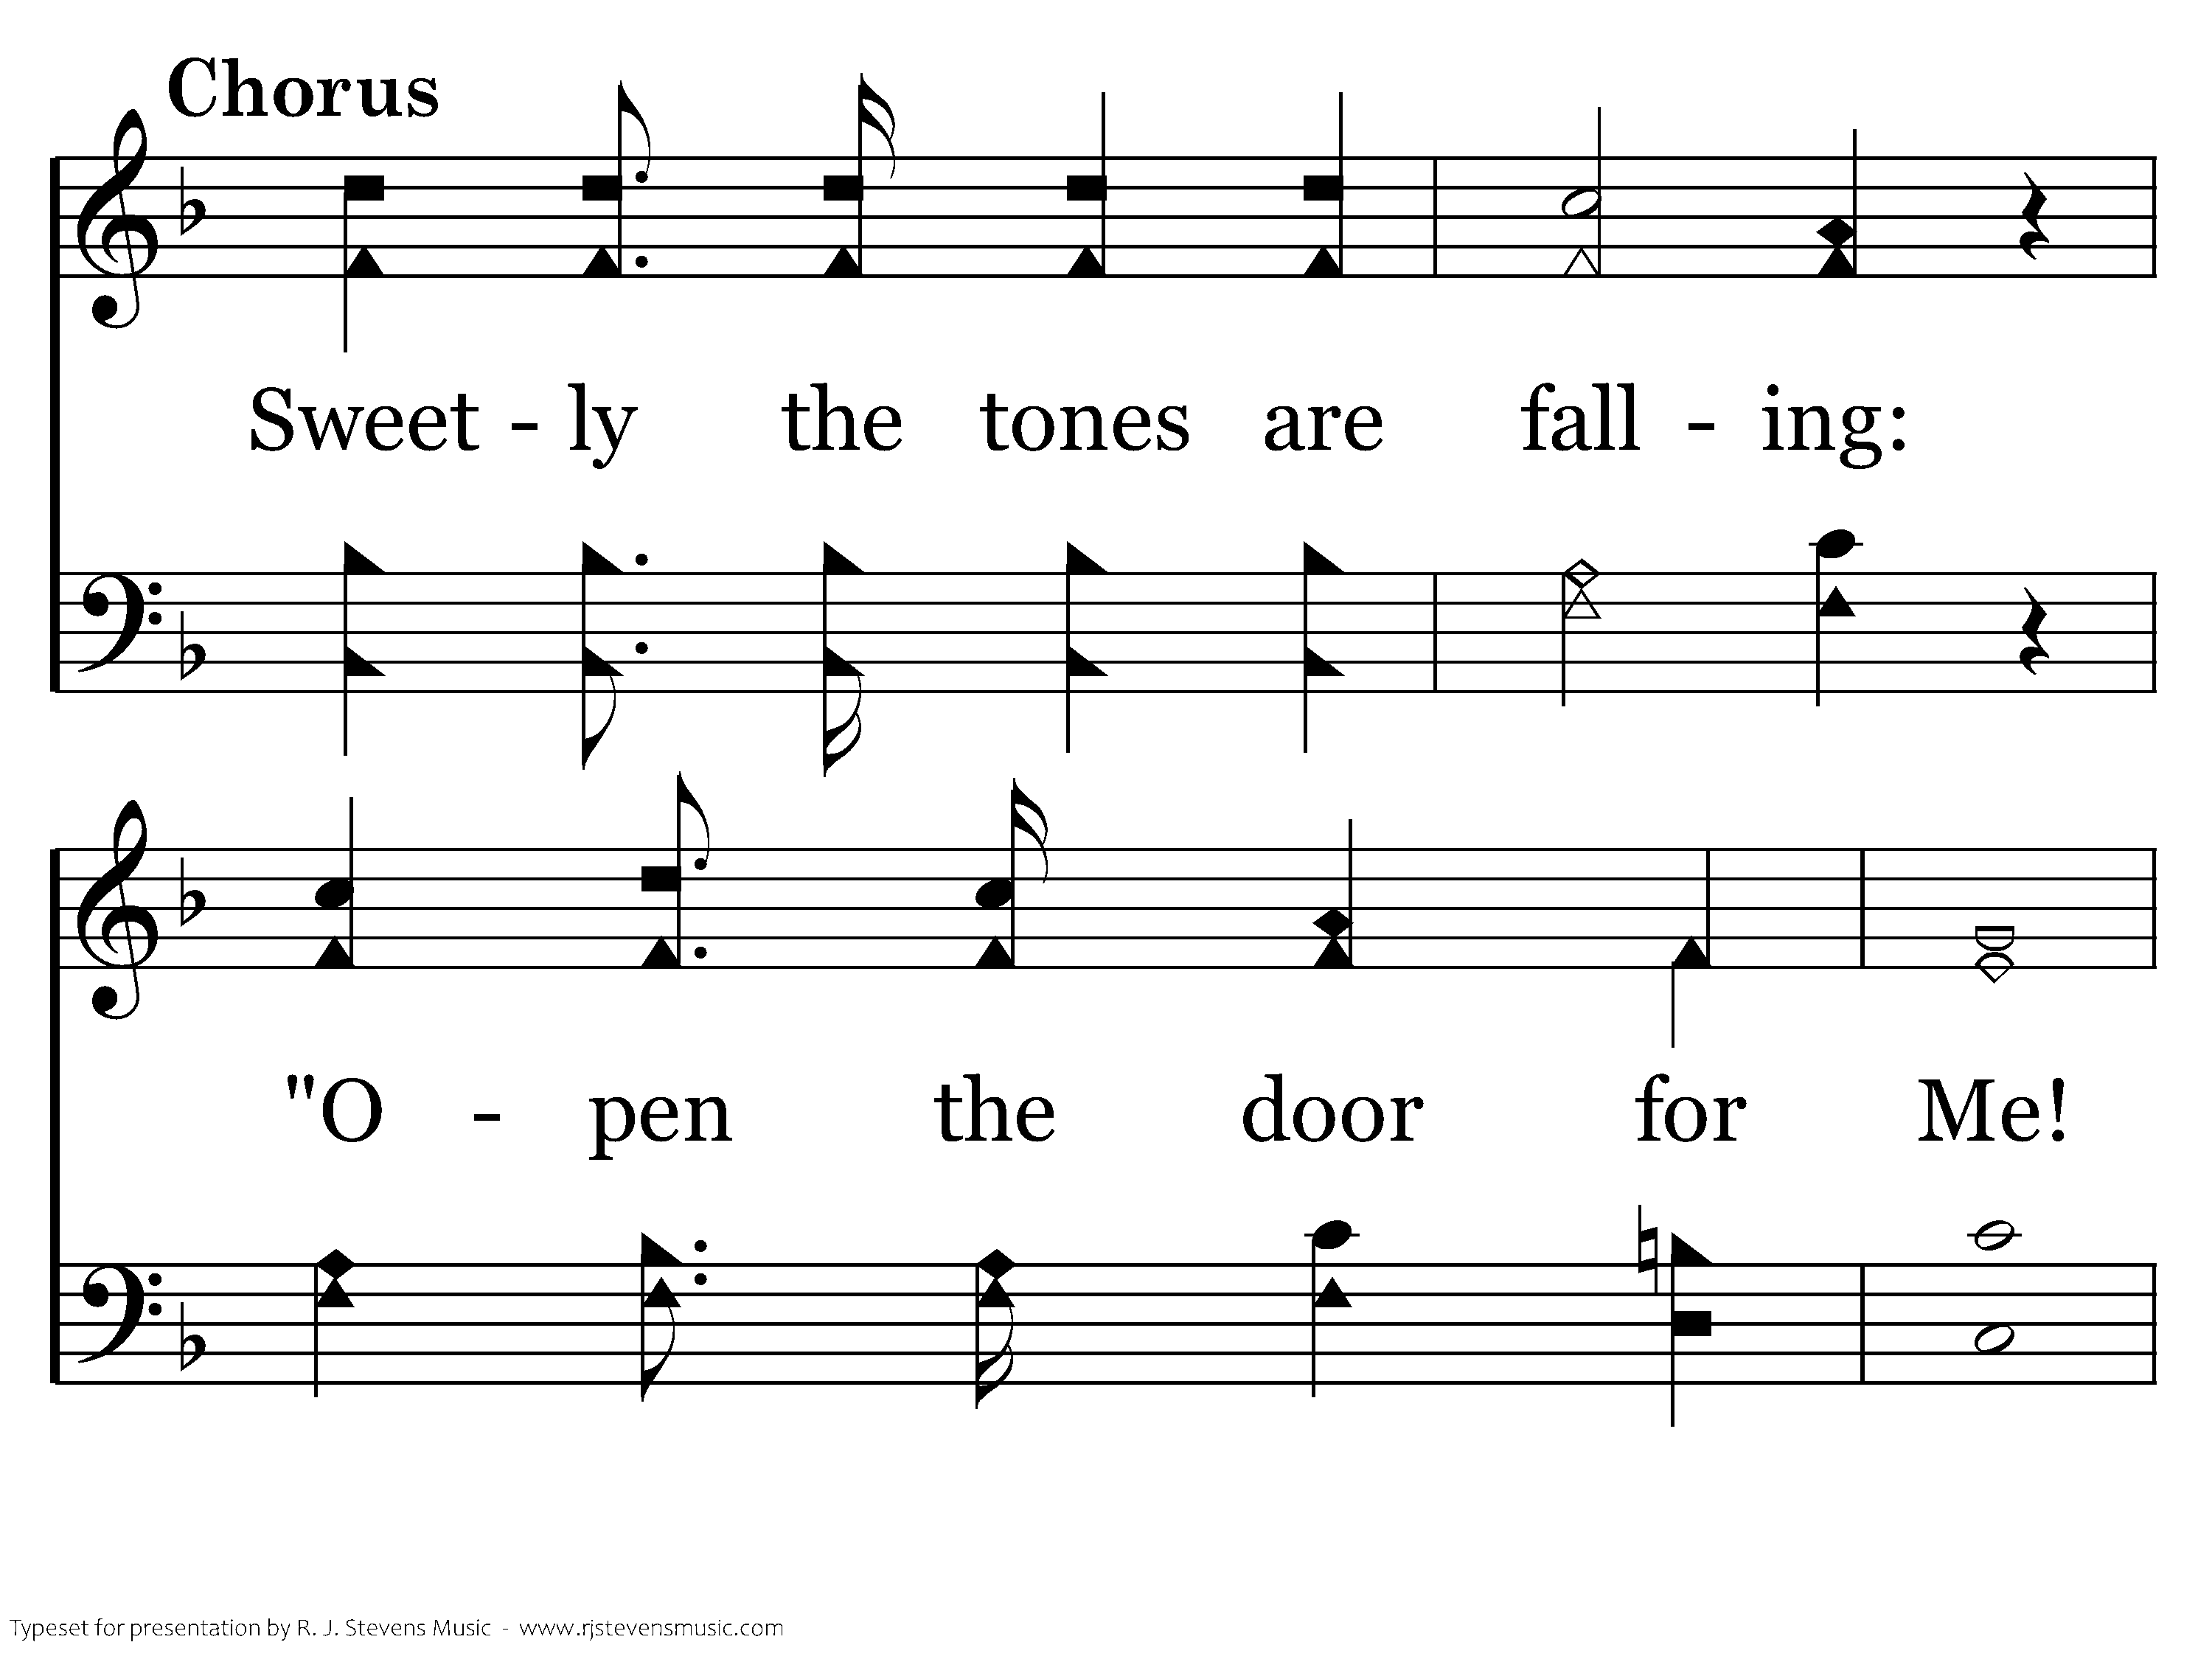 Chorus
Sweet - ly the tones are fall - ing:
"O - pen the door for Me!
Typeset for presentation by R. J. Stevens Music - www.rjstevensmusic.com